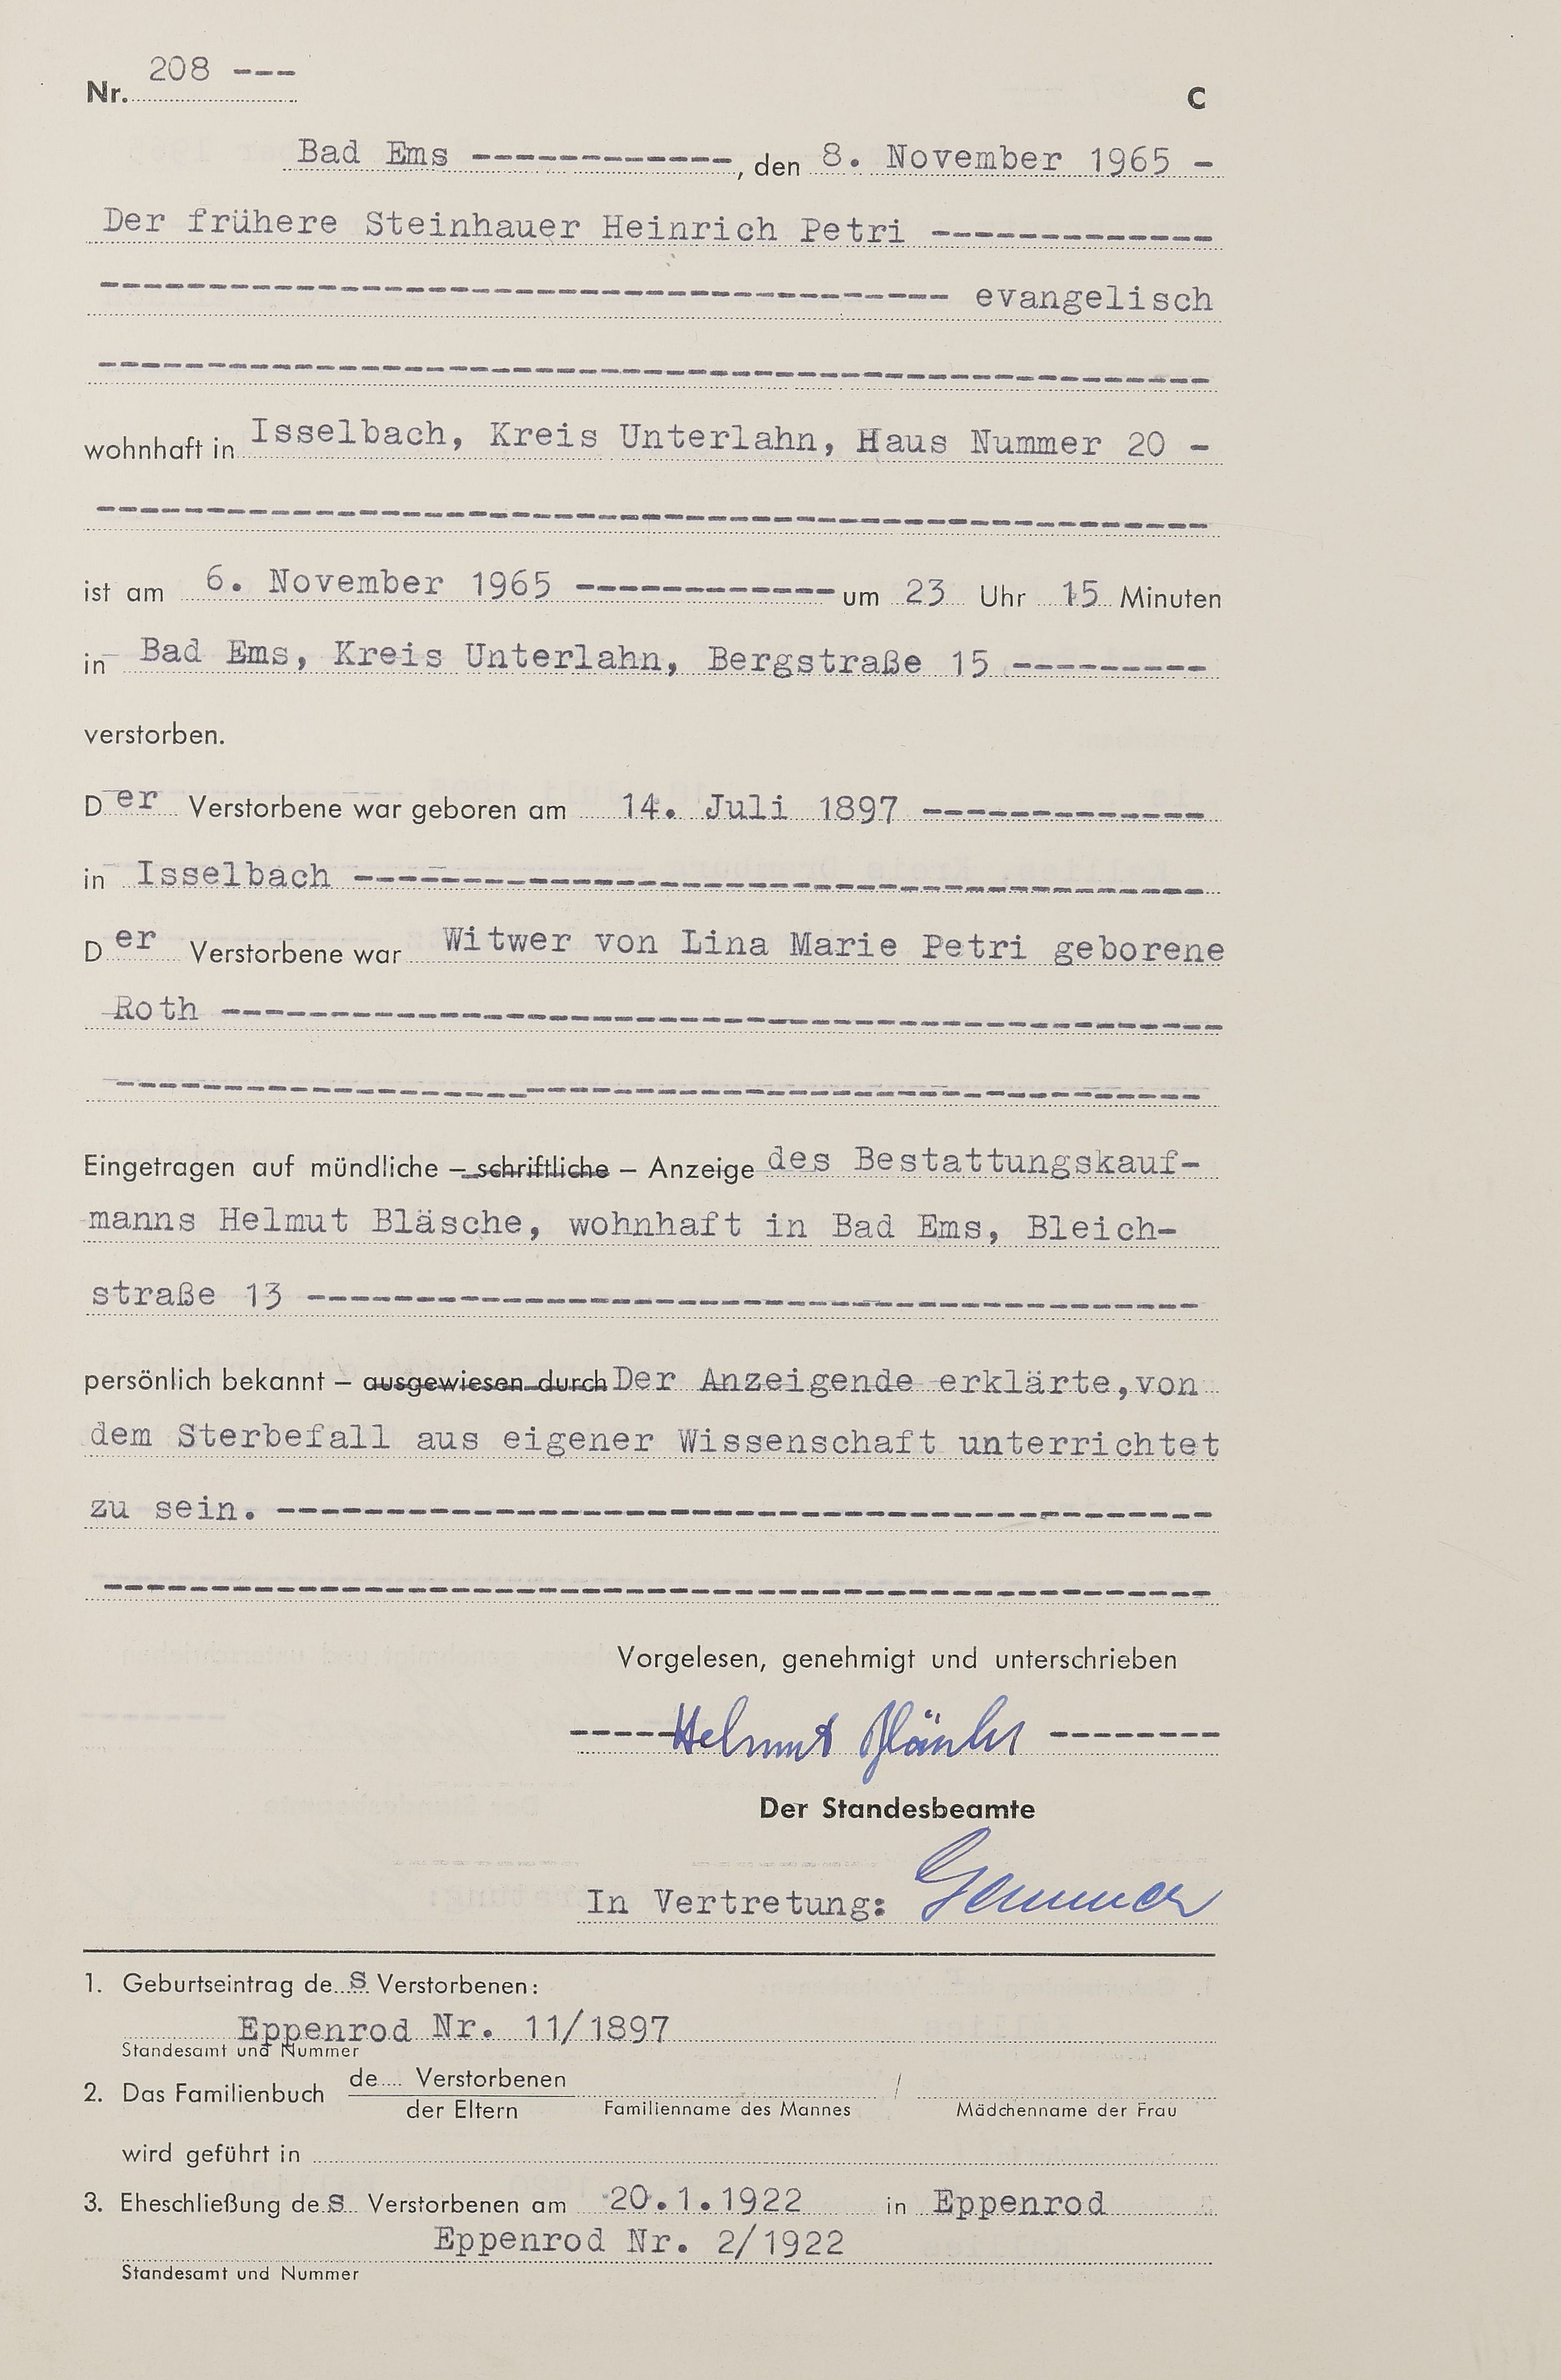 Nr. 208 ---
C
Bad Ems ------------, den 8. November 1965 -
Der frühere Steinhauer Heinrich Petri -------------
--------------------------------------- evangelisch
---------------------------------------------------
wohnhaft in Isselbach, Kreis Unterlahn, Haus Nummer 20 -
---------------------------------------------------
ist am 6. November 1965 ------------ um 23 Uhr 15 Minuten
in Bad Ems, Kreis Unterlahn, Bergstraße 15 ---------
verstorben.
Der Verstorbene war geboren am 14. Juli 1897 -------------
in Isselbach ---------------------------------------
Der Verstorbene war Witwer von Lina Marie Petri geborene
Roth ----------------------------------------------
--------------------------------------------------
Eingetragen auf mündliche – schriftliche – Anzeige des Bestattungskauf-
manns Helmut Bläsche, wohnhaft in Bad Ems, Bleich-
straße 13 -----------------------------------------
persönlich bekannt – ausgewiesen durch Der Anzeigende erklärte, von
dem Sterbefall aus eigener Wissenschaft unterrichtet
zu sein. -------------------------------------------
---------------------------------------------------
Vorgelesen, genehmigt und unterschrieben
----- Helmut Bläsche --------
Der Standesbeamte
In Vertretung: Gemmer
1. Geburtseintrag des Verstorbenen:
Eppenrod Nr. 11/1897
Standesamt und Nummer
2. Das Familienbuch de.... Verstorbenen /
der Eltern Familienname des Mannes Mädchenname der Frau
wird geführt in
3. Eheschließung des Verstorbenen am 20.1.1922 in Eppenrod
Eppenrod Nr. 2/1922
Standesamt und Nummer